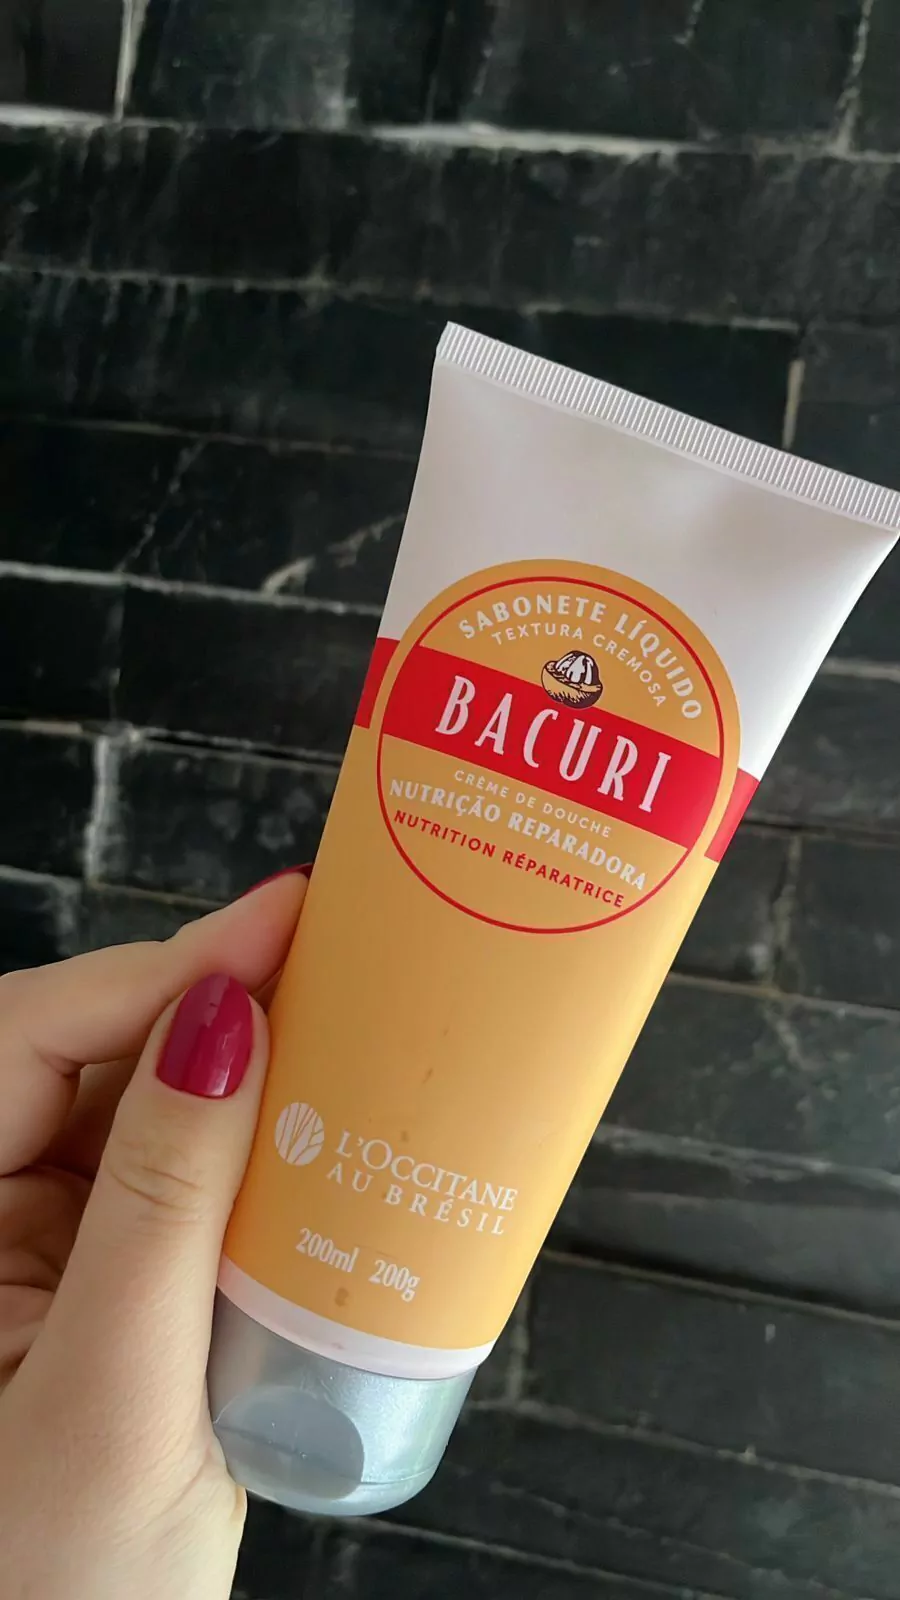 SABONETE LÍQUIDO
TEXTURA CREMOSA
BACURI
CRÈME DE DOUCHE
NUTRIÇÃO REPARADORA
NUTRITION RÉPARATRICE
L'OCCITANE
AU BRÉSIL
200ml 200g